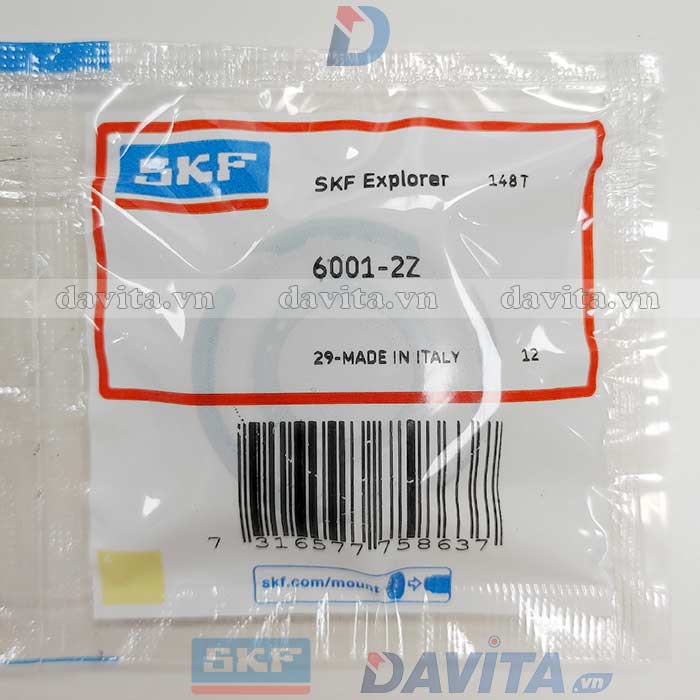 SKF
SKF Explorer 148T
6001-2Z
davita.vn davita.vn davita.vn
29-MADE IN ITALY 12
7 316577 758637
skf.com/mount
SKF DAVITA.vn